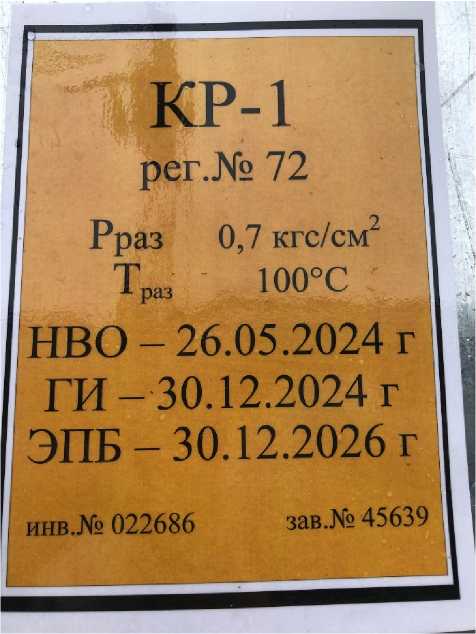 КР-1
рег.№ 72
Рраз 0,7 кгс/см²
Траз 100°С
НВО – 26.05.2024 г
ГИ – 30.12.2024 г
ЭПБ – 30.12.2026 г
инв.№ 022686 зав.№ 45639